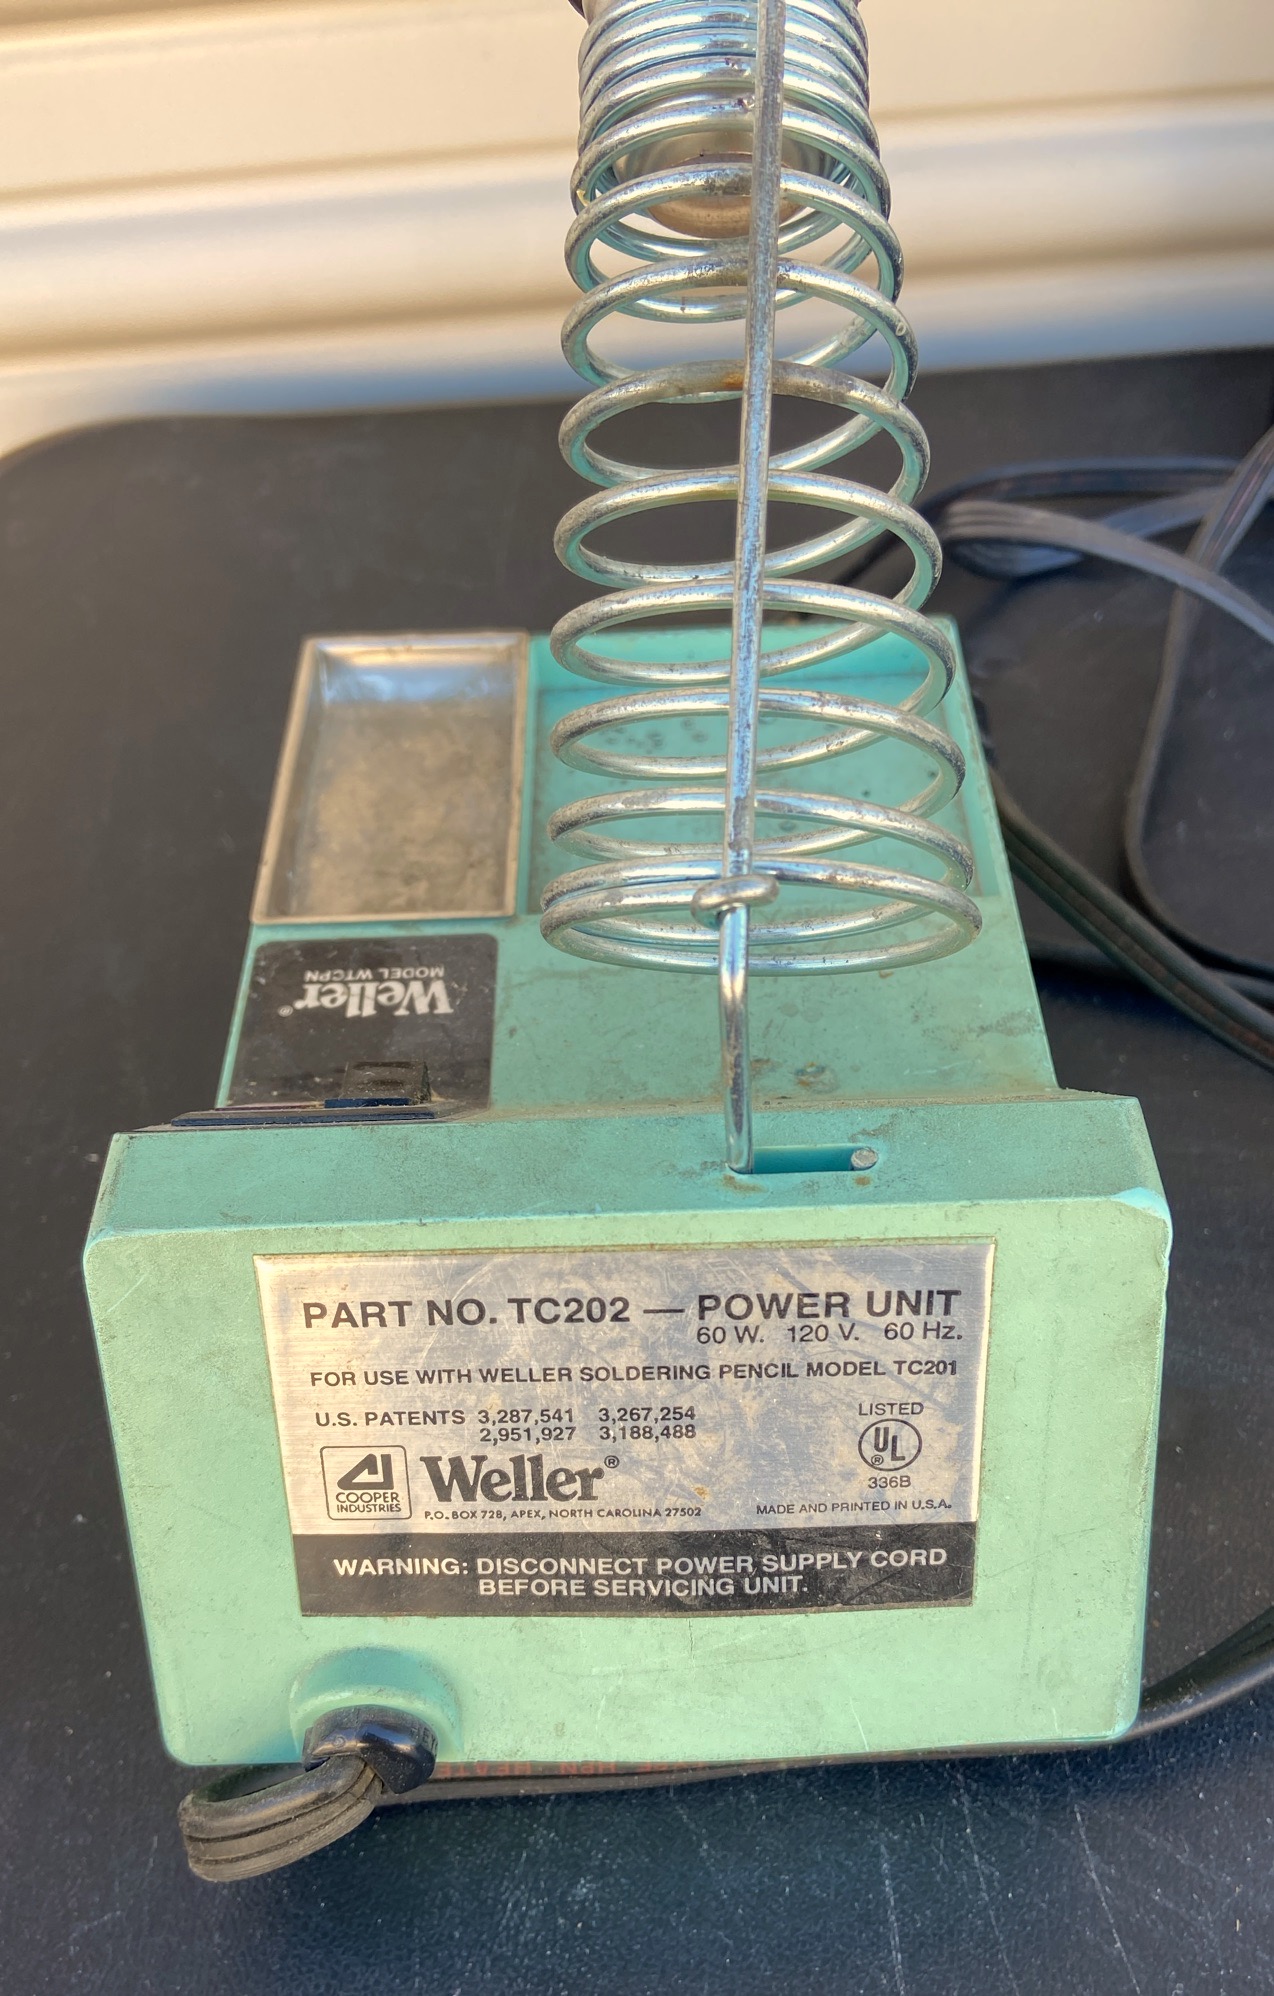 Weller®
MODEL WTCPN
PART NO. TC202 — POWER UNIT
60 W. 120 V. 60 Hz.
FOR USE WITH WELLER SOLDERING PENCIL MODEL TC201
U.S. PATENTS 3,287,541 3,267,254
2,951,927 3,188,488
LISTED
UL®
336B
CI
COOPER
INDUSTRIES
Weller®
P.O. BOX 728, APEX, NORTH CAROLINA 27502
MADE AND PRINTED IN U.S.A.
WARNING: DISCONNECT POWER SUPPLY CORD
BEFORE SERVICING UNIT.